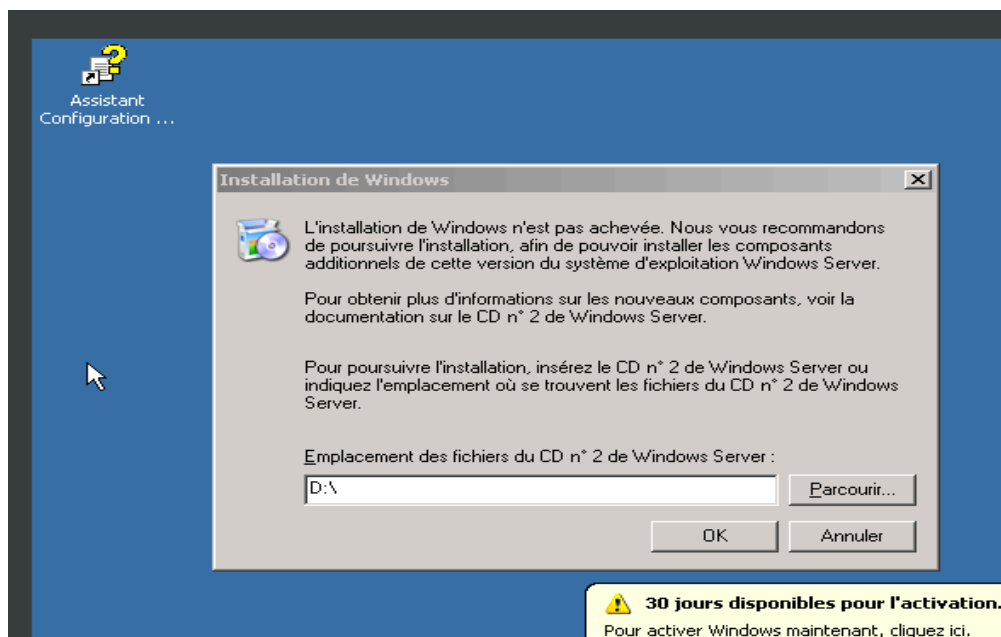 Assistant
Configuration ...
Installation de Windows
L'installation de Windows n'est pas achevée. Nous vous recommandons
de poursuivre l'installation, afin de pouvoir installer les composants
additionnels de cette version du système d'exploitation Windows Server.
Pour obtenir plus d'informations sur les nouveaux composants, voir la
documentation sur le CD n° 2 de Windows Server.
Pour poursuivre l'installation, insérez le CD n° 2 de Windows Server ou
indiquez l'emplacement où se trouvent les fichiers du CD n° 2 de Windows
Server.
Emplacement des fichiers du CD n° 2 de Windows Server :
D:\ Parcourir...
OK Annuler
30 jours disponibles pour l'activation.
Pour activer Windows maintenant, cliquez ici.